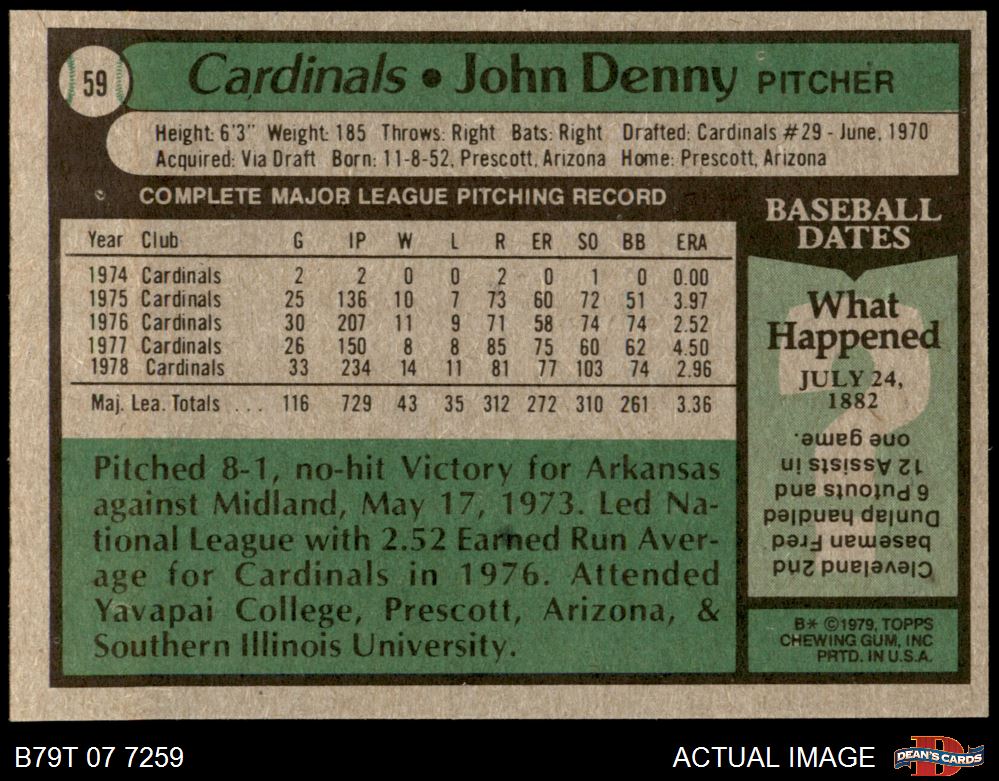 59
Cardinals • John Denny PITCHER
Height: 6'3" Weight: 185 Throws: Right Bats: Right Drafted: Cardinals #29 - June, 1970
Acquired: Via Draft Born: 11-8-52, Prescott, Arizona Home: Prescott, Arizona
COMPLETE MAJOR LEAGUE PITCHING RECORD
Year Club G IP W L R ER SO BB ERA
1974 Cardinals 2 2 0 0 2 0 1 0 0.00
1975 Cardinals 25 136 10 7 73 60 72 51 3.97
1976 Cardinals 30 207 11 9 71 58 74 74 2.52
1977 Cardinals 26 150 8 8 85 75 60 62 4.50
1978 Cardinals 33 234 14 11 81 77 103 74 2.96
Maj. Lea. Totals ... 116 729 43 35 312 272 310 261 3.36
Pitched 8-1, no-hit Victory for Arkansas
against Midland, May 17, 1973. Led Na-
tional League with 2.52 Earned Run Aver-
age for Cardinals in 1976. Attended
Yavapai College, Prescott, Arizona, &
Southern Illinois University.
BASEBALL
DATES
What
Happened
JULY 24,
1882
Cleveland 2nd
baseman Fred
Dunlap handled
6 Putouts and
12 Assists in
one game.
B* ©1979, TOPPS
CHEWING GUM, INC
PRTD. IN U.S.A.
B79T 07 7259
ACTUAL IMAGE
DEAN'S CARDS